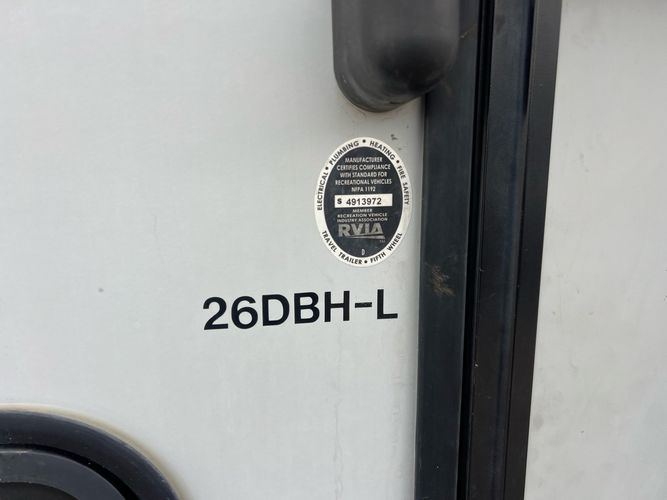 ELECTRICAL • PLUMBING • HEATING • FIRE SAFETY
MANUFACTURER
CERTIFIES COMPLIANCE
WITH STANDARD FOR
RECREATIONAL VEHICLES
NFPA 1192
S 4913972
MEMBER
RECREATION VEHICLE
INDUSTRY ASSOCIATION
RVIA
D
TRAVEL TRAILER • FIFTH WHEEL
26DBH-L